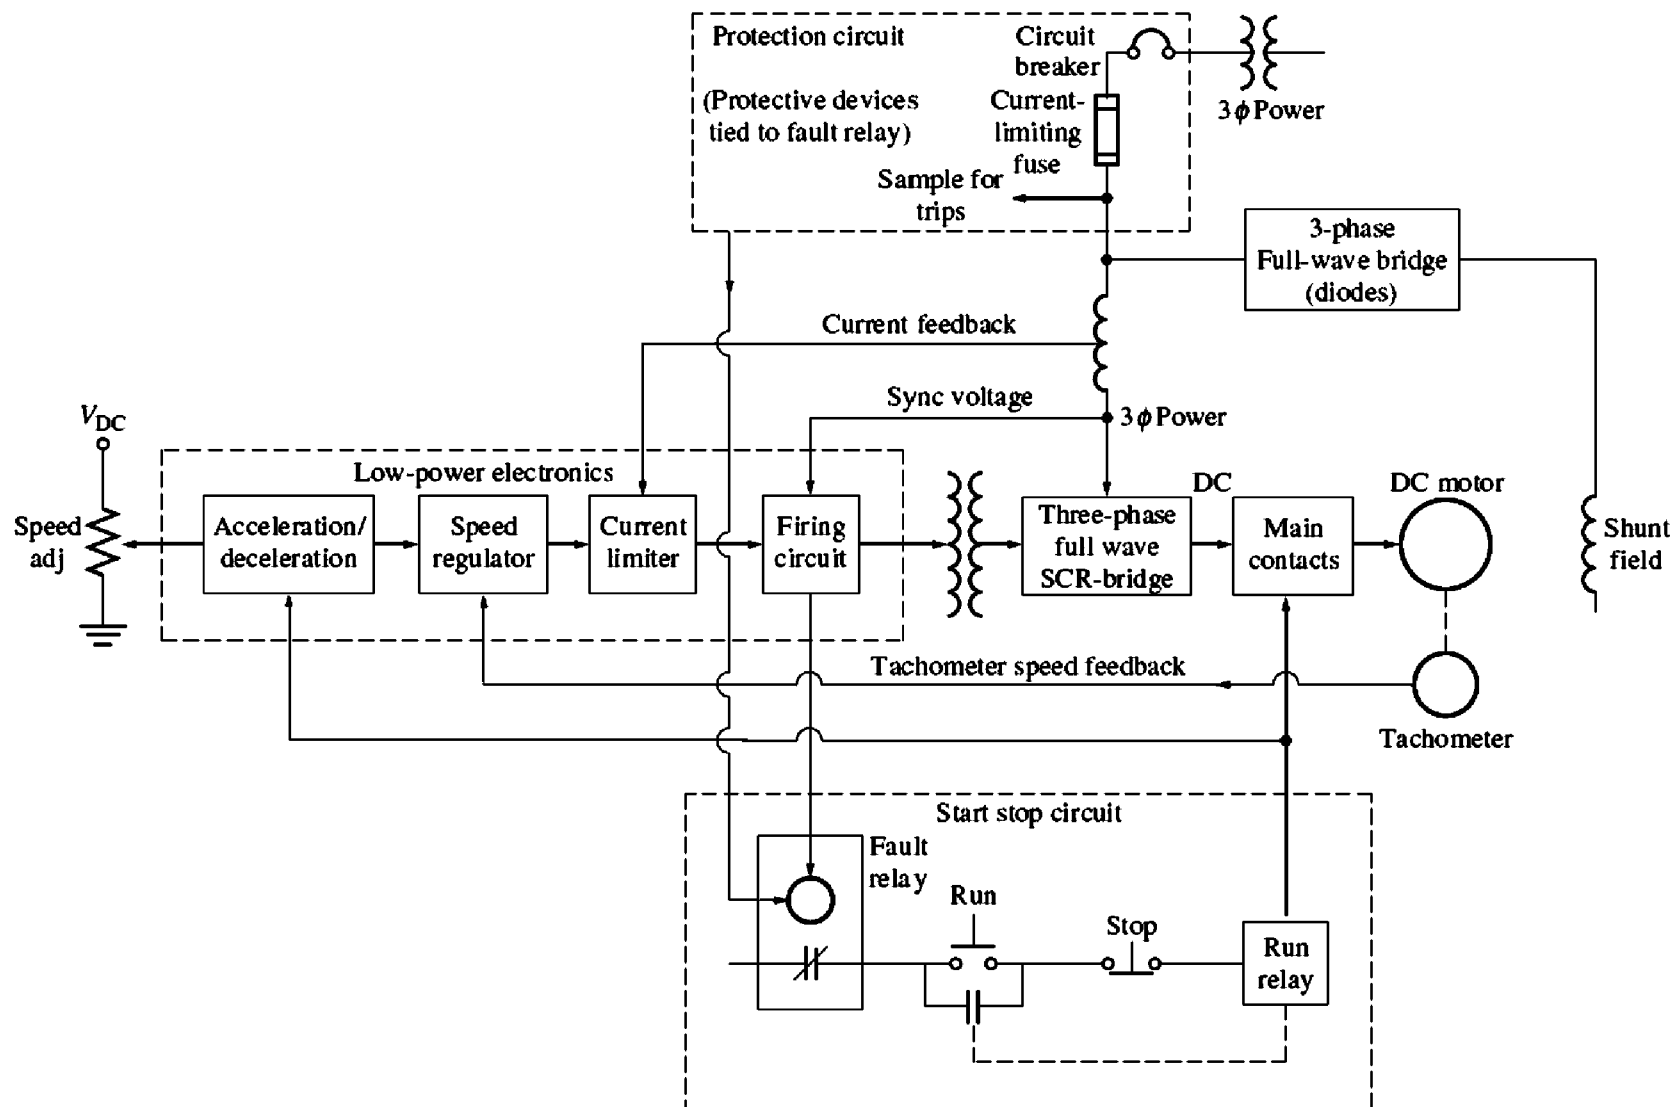 Protection circuit
(Protective devices
tied to fault relay)
Circuit
breaker
Current-
limiting
fuse
3ϕ Power
Sample for
trips
3-phase
Full-wave bridge
(diodes)
Current feedback
Sync voltage
3ϕ Power
VDC
Low-power electronics
Speed
adj
Acceleration/
deceleration
Speed
regulator
Current
limiter
Firing
circuit
Three-phase
full wave
SCR-bridge
DC
Main
contacts
DC motor
Shunt
field
Tachometer speed feedback
Tachometer
Start stop circuit
Fault
relay
Run
Stop
Run
relay